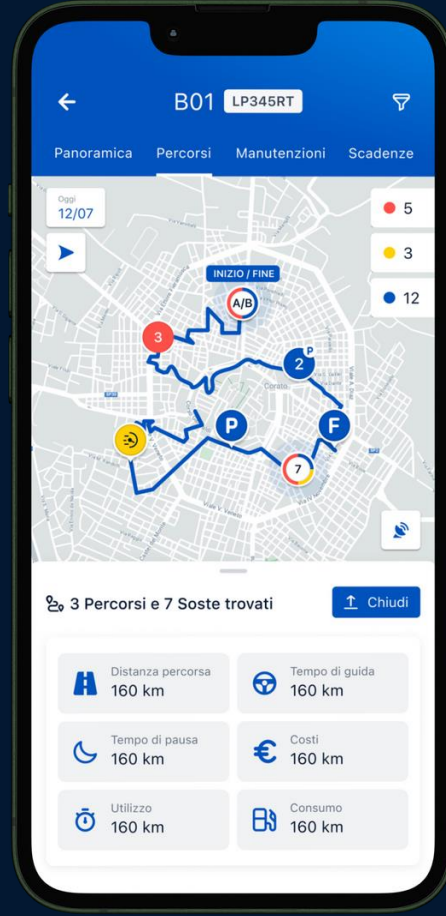 B01 LP345RT
Panoramica Percorsi Manutenzioni Scadenze
Oggi
12/07
5
3
12
INIZIO / FINE
A/B
3
2 P
Corato
P
F
7
3 Percorsi e 7 Soste trovati
Chiudi
Distanza percorsa
160 km
Tempo di guida
160 km
Tempo di pausa
160 km
Costi
160 km
Utilizzo
160 km
Consumo
160 km